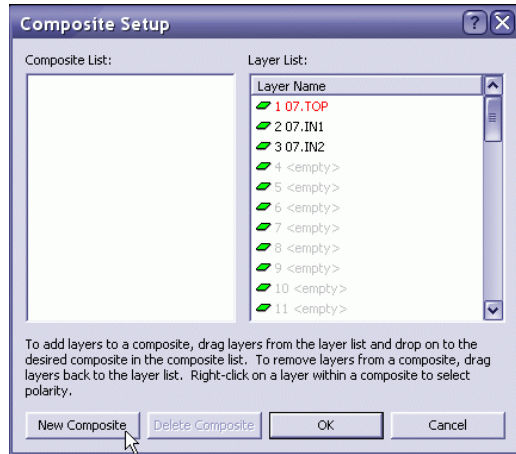 Composite Setup
Composite List:
Layer List:
Layer Name
1 07.TOP
2 07.IN1
3 07.IN2
4 <empty>
5 <empty>
6 <empty>
7 <empty>
8 <empty>
9 <empty>
10 <empty>
11 <empty>
To add layers to a composite, drag layers from the layer list and drop on to the
desired composite in the composite list. To remove layers from a composite, drag
layers back to the layer list. Right-click on a layer within a composite to select
polarity.
New Composite Delete Composite OK Cancel